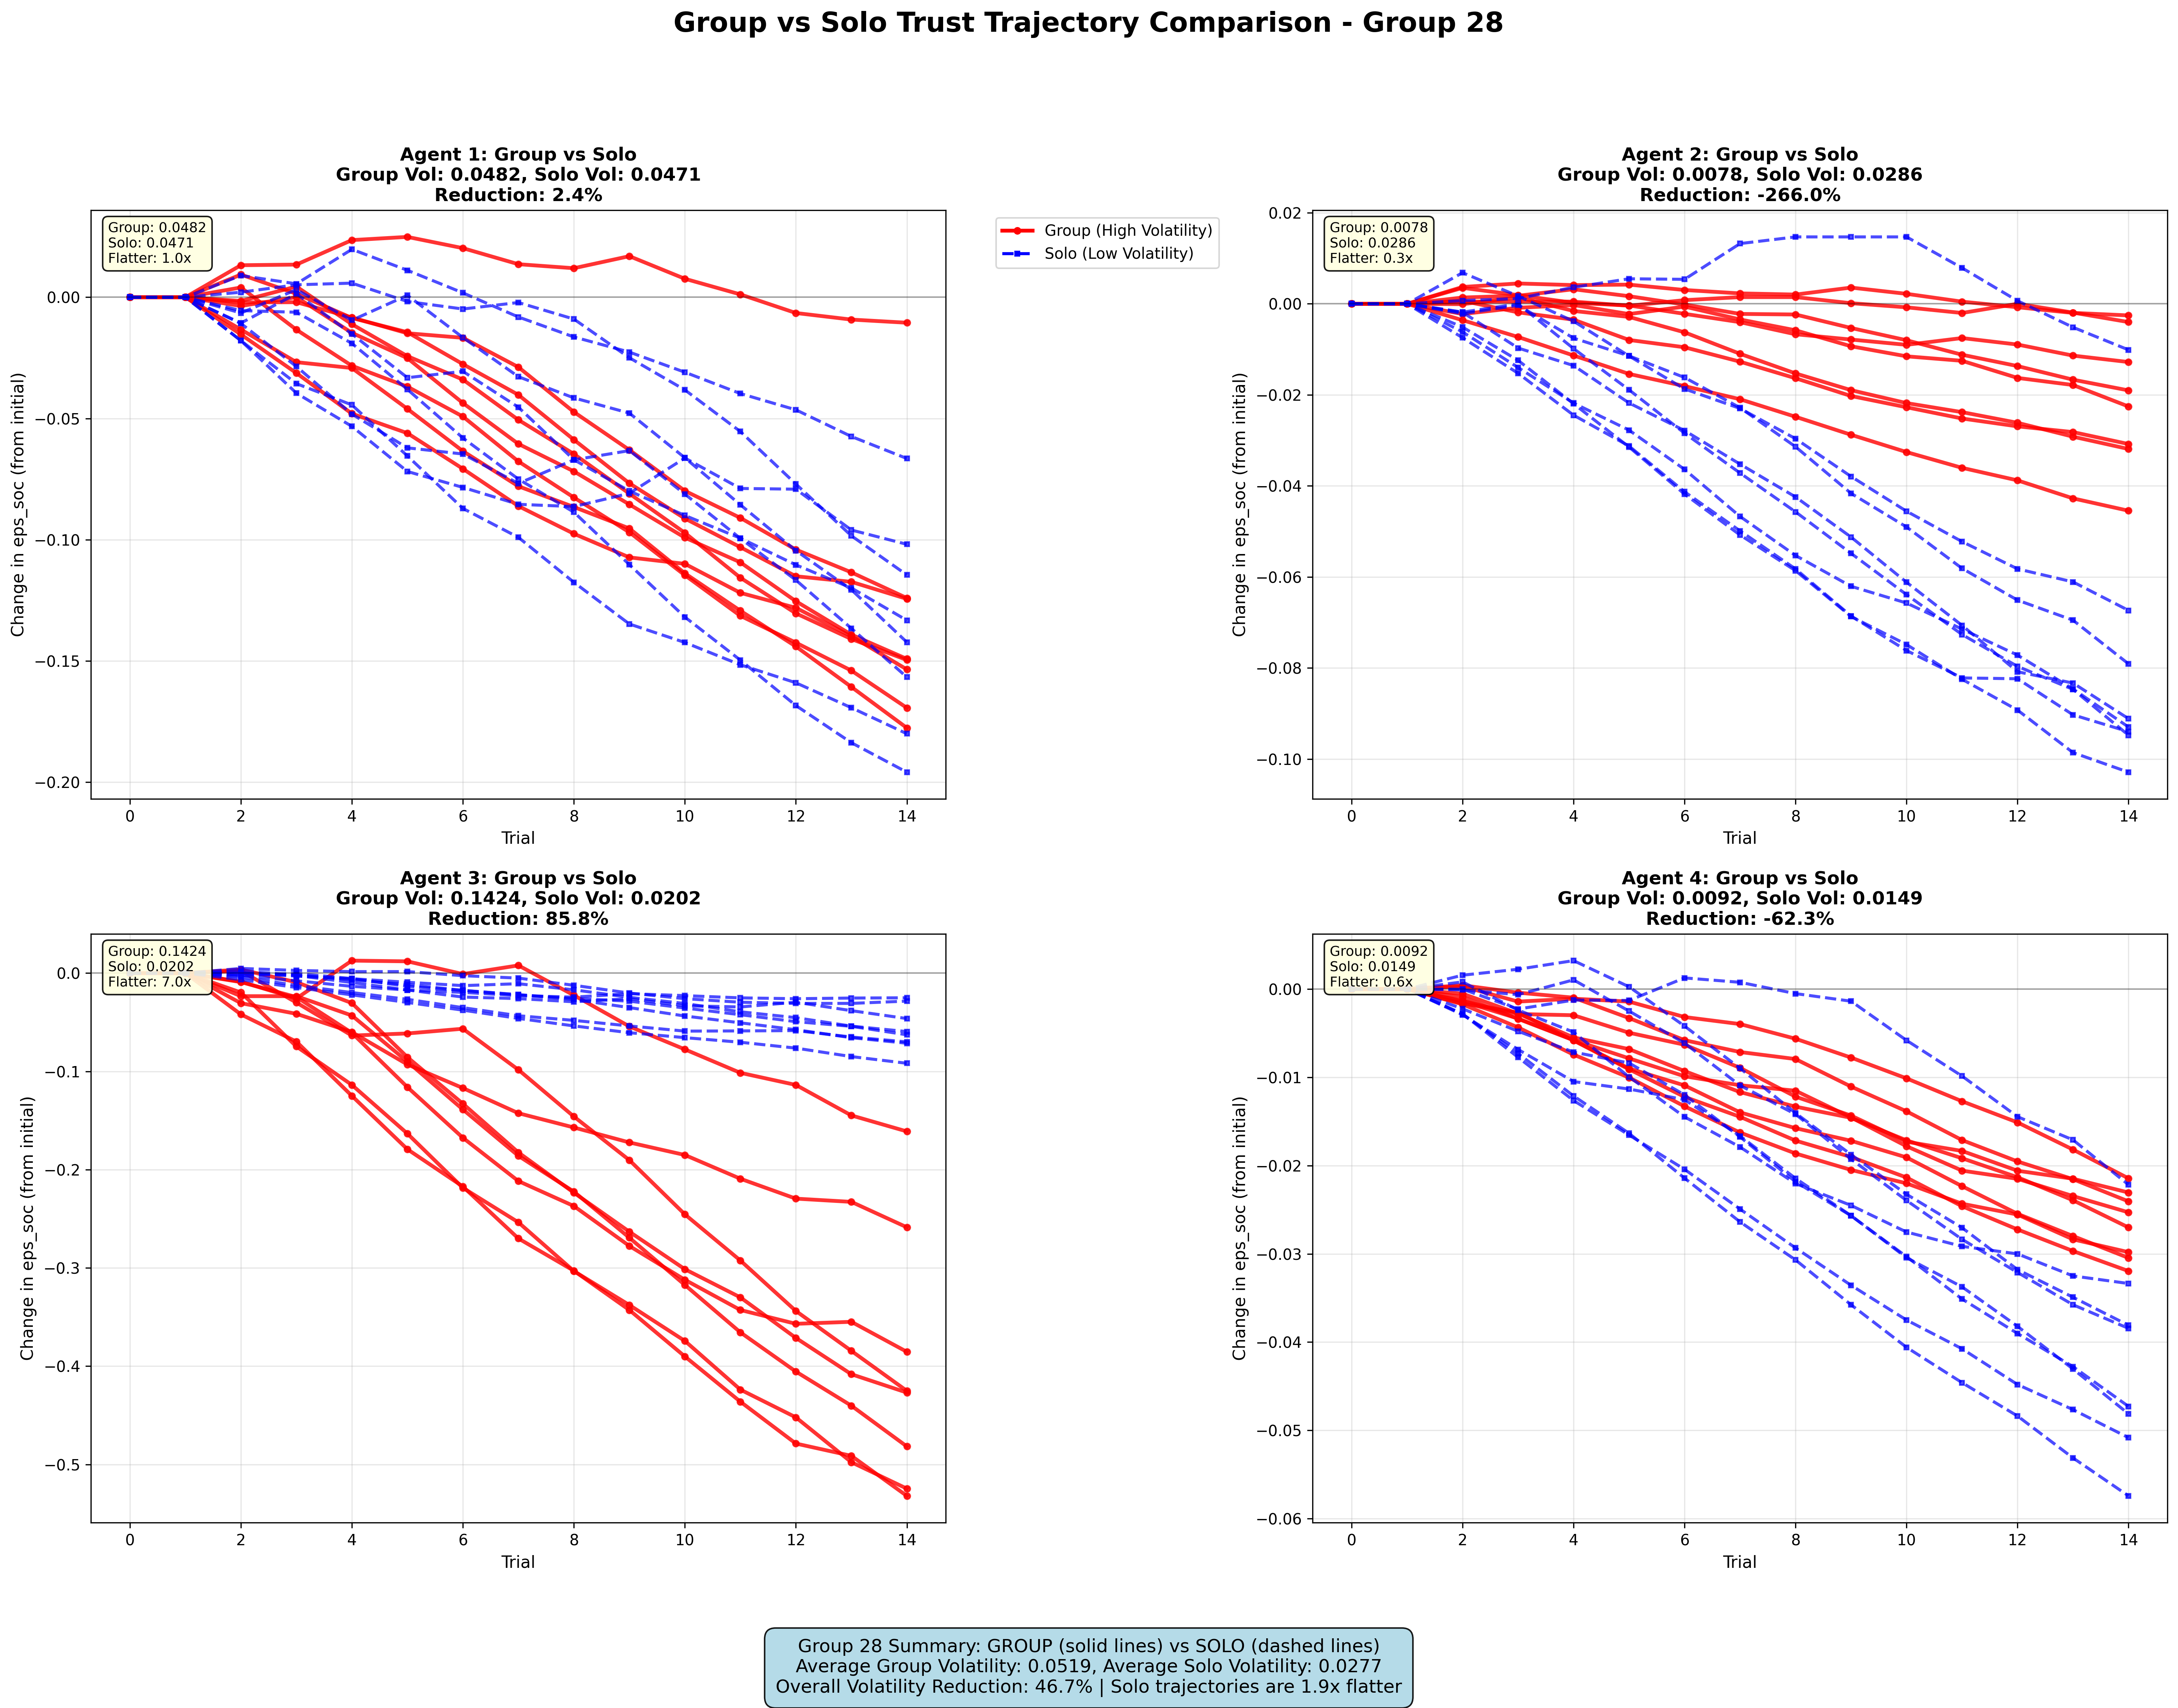 Group vs Solo Trust Trajectory Comparison - Group 28
Agent 1: Group vs Solo
Group Vol: 0.0482, Solo Vol: 0.0471
Reduction: 2.4%
Group: 0.0482
Solo: 0.0471
Flatter: 1.0x
0.00
−0.05
−0.10
−0.15
−0.20
Change in eps_soc (from initial)
0 2 4 6 8 10 12 14
Trial
Group (High Volatility)
Solo (Low Volatility)
Agent 2: Group vs Solo
Group Vol: 0.0078, Solo Vol: 0.0286
Reduction: -266.0%
Group: 0.0078
Solo: 0.0286
Flatter: 0.3x
0.02
0.00
−0.02
−0.04
−0.06
−0.08
−0.10
Change in eps_soc (from initial)
0 2 4 6 8 10 12 14
Trial
Agent 3: Group vs Solo
Group Vol: 0.1424, Solo Vol: 0.0202
Reduction: 85.8%
Group: 0.1424
Solo: 0.0202
Flatter: 7.0x
0.0
−0.1
−0.2
−0.3
−0.4
−0.5
Change in eps_soc (from initial)
0 2 4 6 8 10 12 14
Trial
Agent 4: Group vs Solo
Group Vol: 0.0092, Solo Vol: 0.0149
Reduction: -62.3%
Group: 0.0092
Solo: 0.0149
Flatter: 0.6x
0.00
−0.01
−0.02
−0.03
−0.04
−0.05
−0.06
Change in eps_soc (from initial)
0 2 4 6 8 10 12 14
Trial
Group 28 Summary: GROUP (solid lines) vs SOLO (dashed lines)
Average Group Volatility: 0.0519, Average Solo Volatility: 0.0277
Overall Volatility Reduction: 46.7% | Solo trajectories are 1.9x flatter